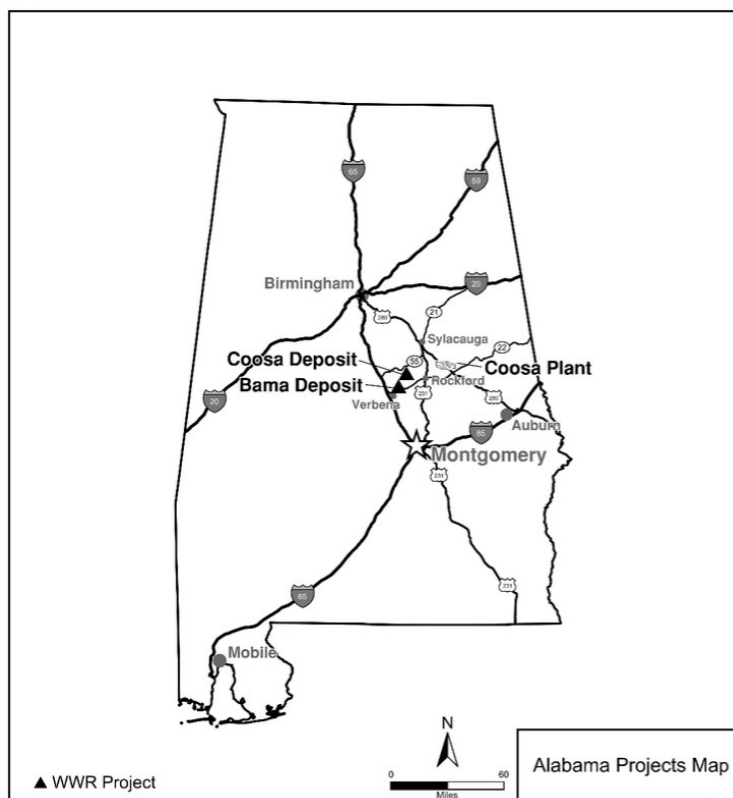 65
59
Birmingham
20
280
21
Sylacauga
22
Coosa Deposit
55
Coosa Plant
Bama Deposit
Rockford
Verbena
231
280
20
Auburn
85
Montgomery
231
65
231
Mobile
N
0
60
Miles
▲ WWR Project
Alabama Projects Map